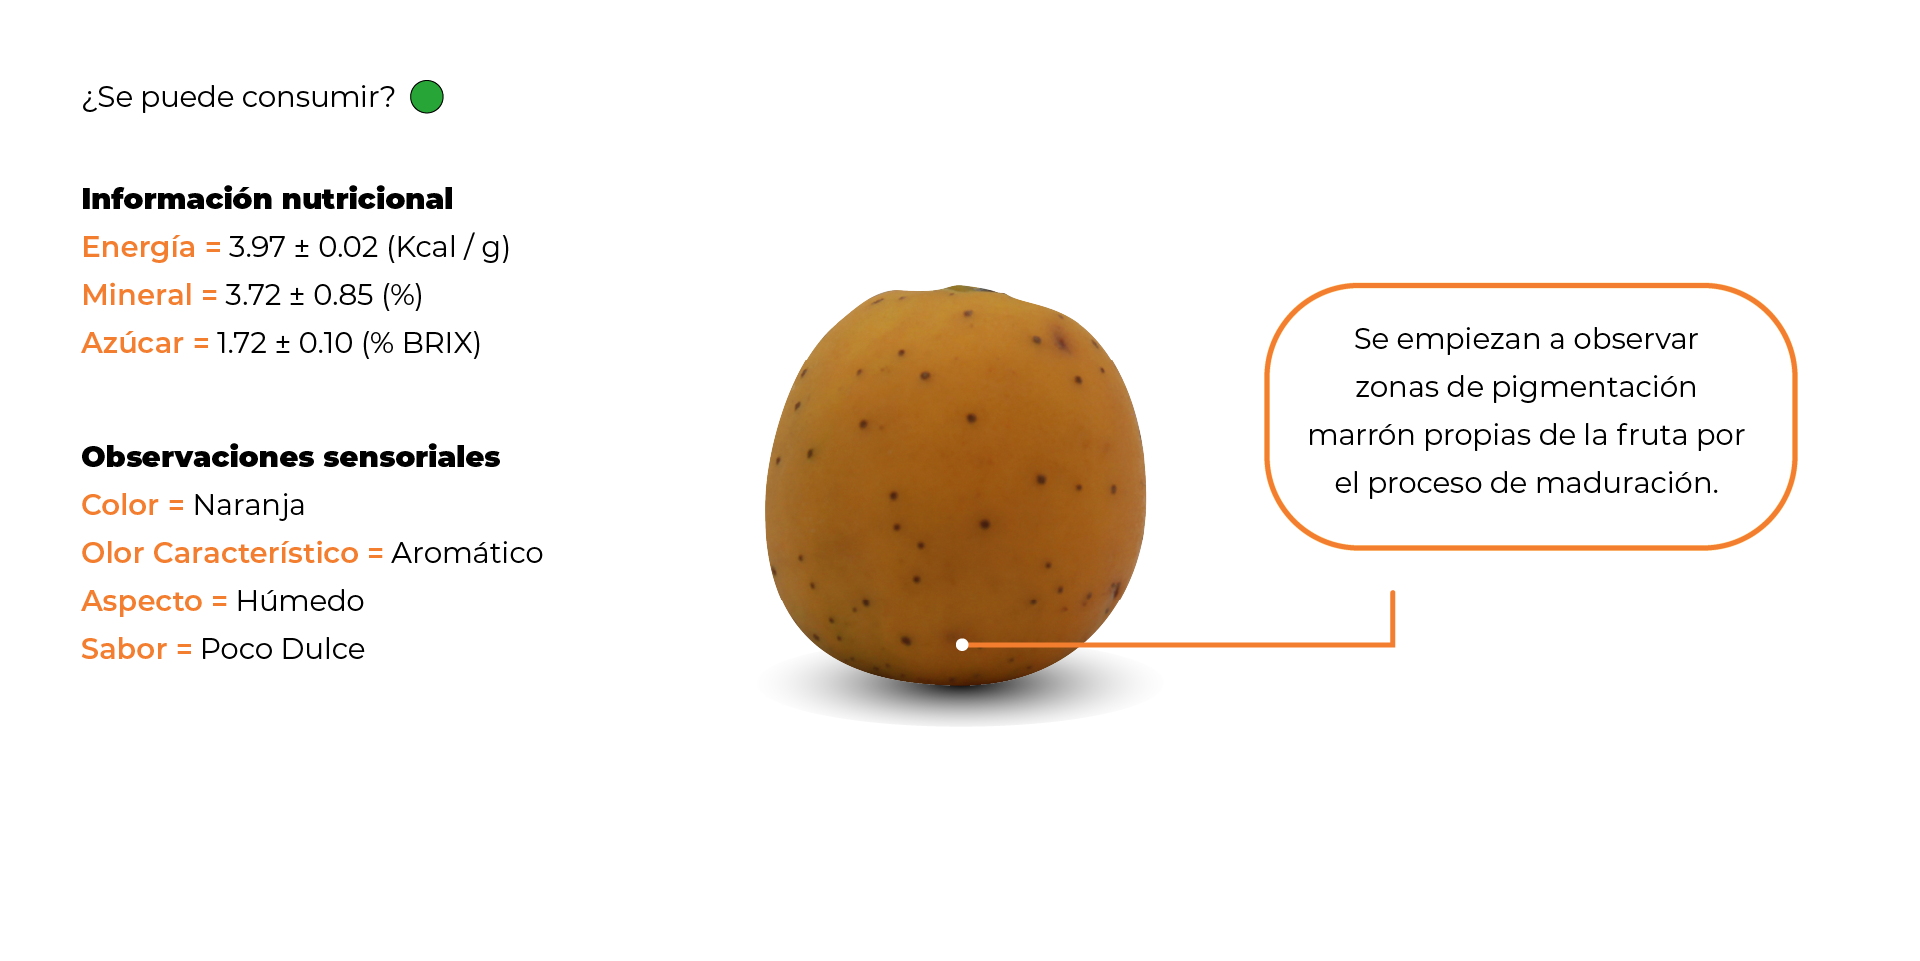 ¿Se puede consumir?
Información nutricional
Energía = 3.97 ± 0.02 (Kcal / g)
Mineral = 3.72 ± 0.85 (%)
Azúcar = 1.72 ± 0.10 (% BRIX)
Observaciones sensoriales
Color = Naranja
Olor Característico = Aromático
Aspecto = Húmedo
Sabor = Poco Dulce
Se empiezan a observar
zonas de pigmentación
marrón propias de la fruta por
el proceso de maduración.